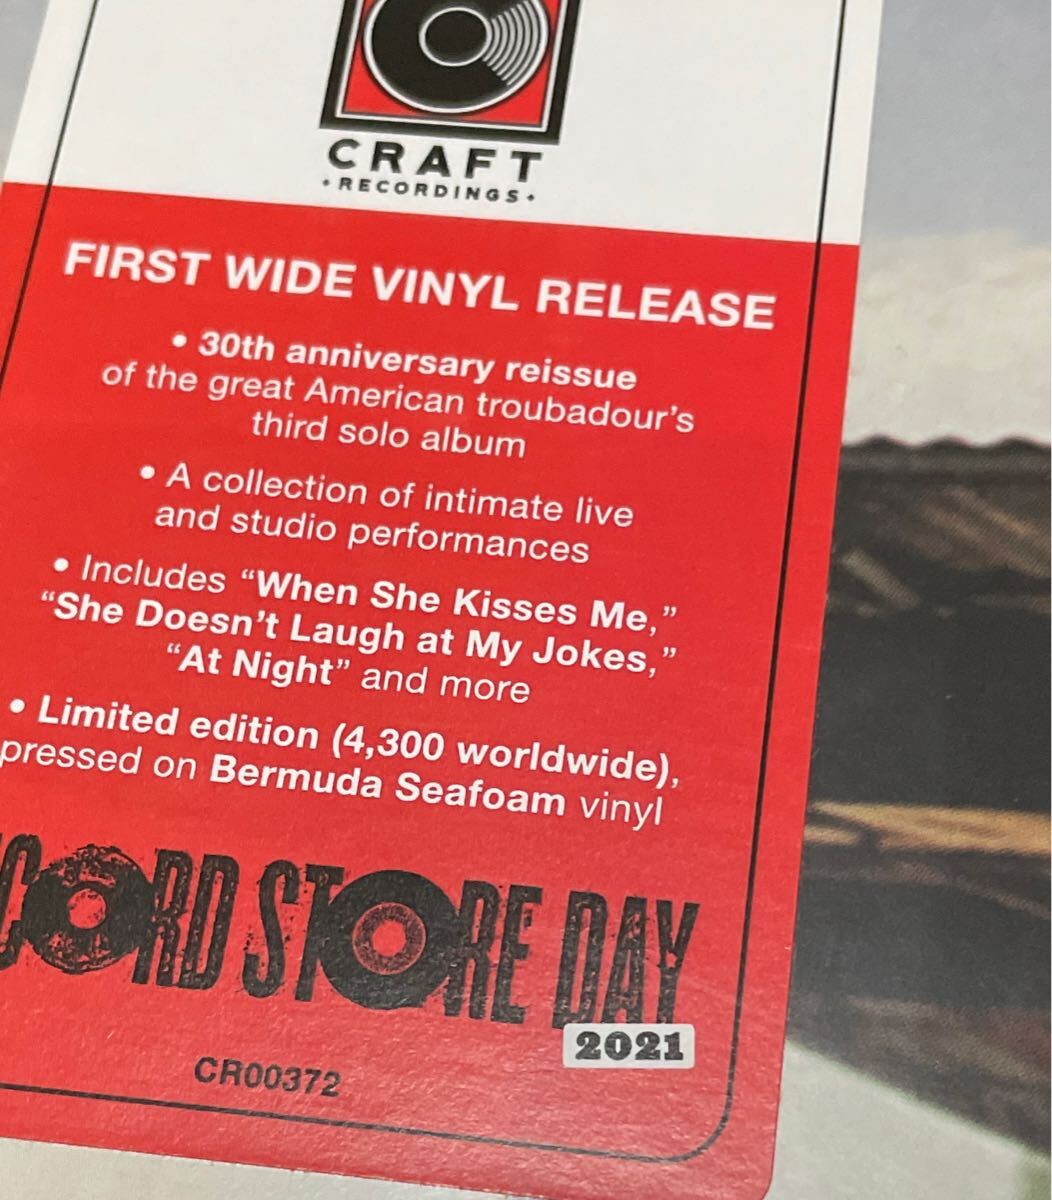 CRAFT
• RECORDINGS •
FIRST WIDE VINYL RELEASE
• 30th anniversary reissue
of the great American troubadour's
third solo album
• A collection of intimate live
and studio performances
• Includes “When She Kisses Me,”
“She Doesn't Laugh at My Jokes,”
“At Night” and more
• Limited edition (4,300 worldwide),
pressed on Bermuda Seafoam vinyl
CORD STORE DAY
2021
CR00372